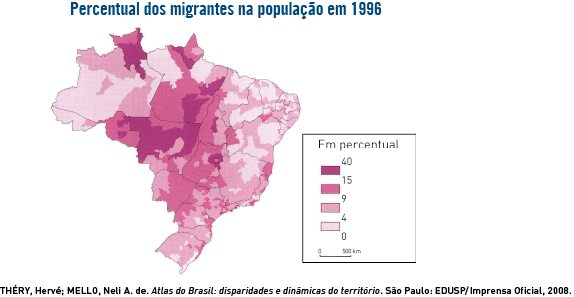 Percentual dos migrantes na população em 1996
Em percentual
40
15
9
4
0
0 500 km
THÉRY, Hervé; MELLO, Neli A. de. Atlas do Brasil: disparidades e dinâmicas do território. São Paulo: EDUSP/Imprensa Oficial, 2008.